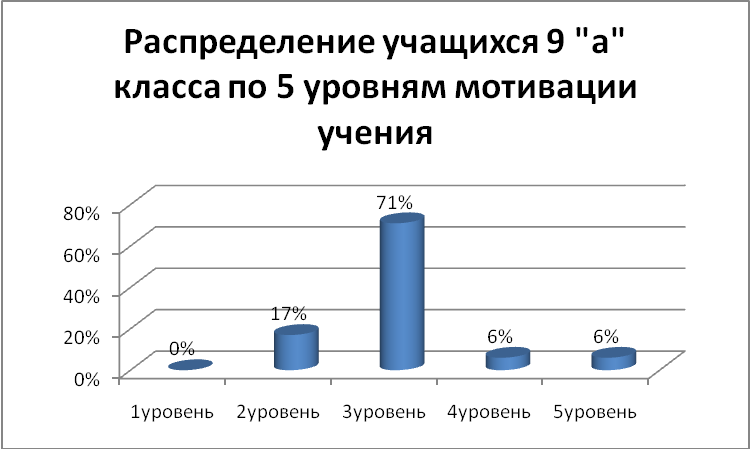 Распределение учащихся 9 "а"
класса по 5 уровням мотивации
учения
80%
60%
40%
20%
0%
0%
17%
71%
6%
6%
1уровень 2уровень 3уровень 4уровень 5уровень